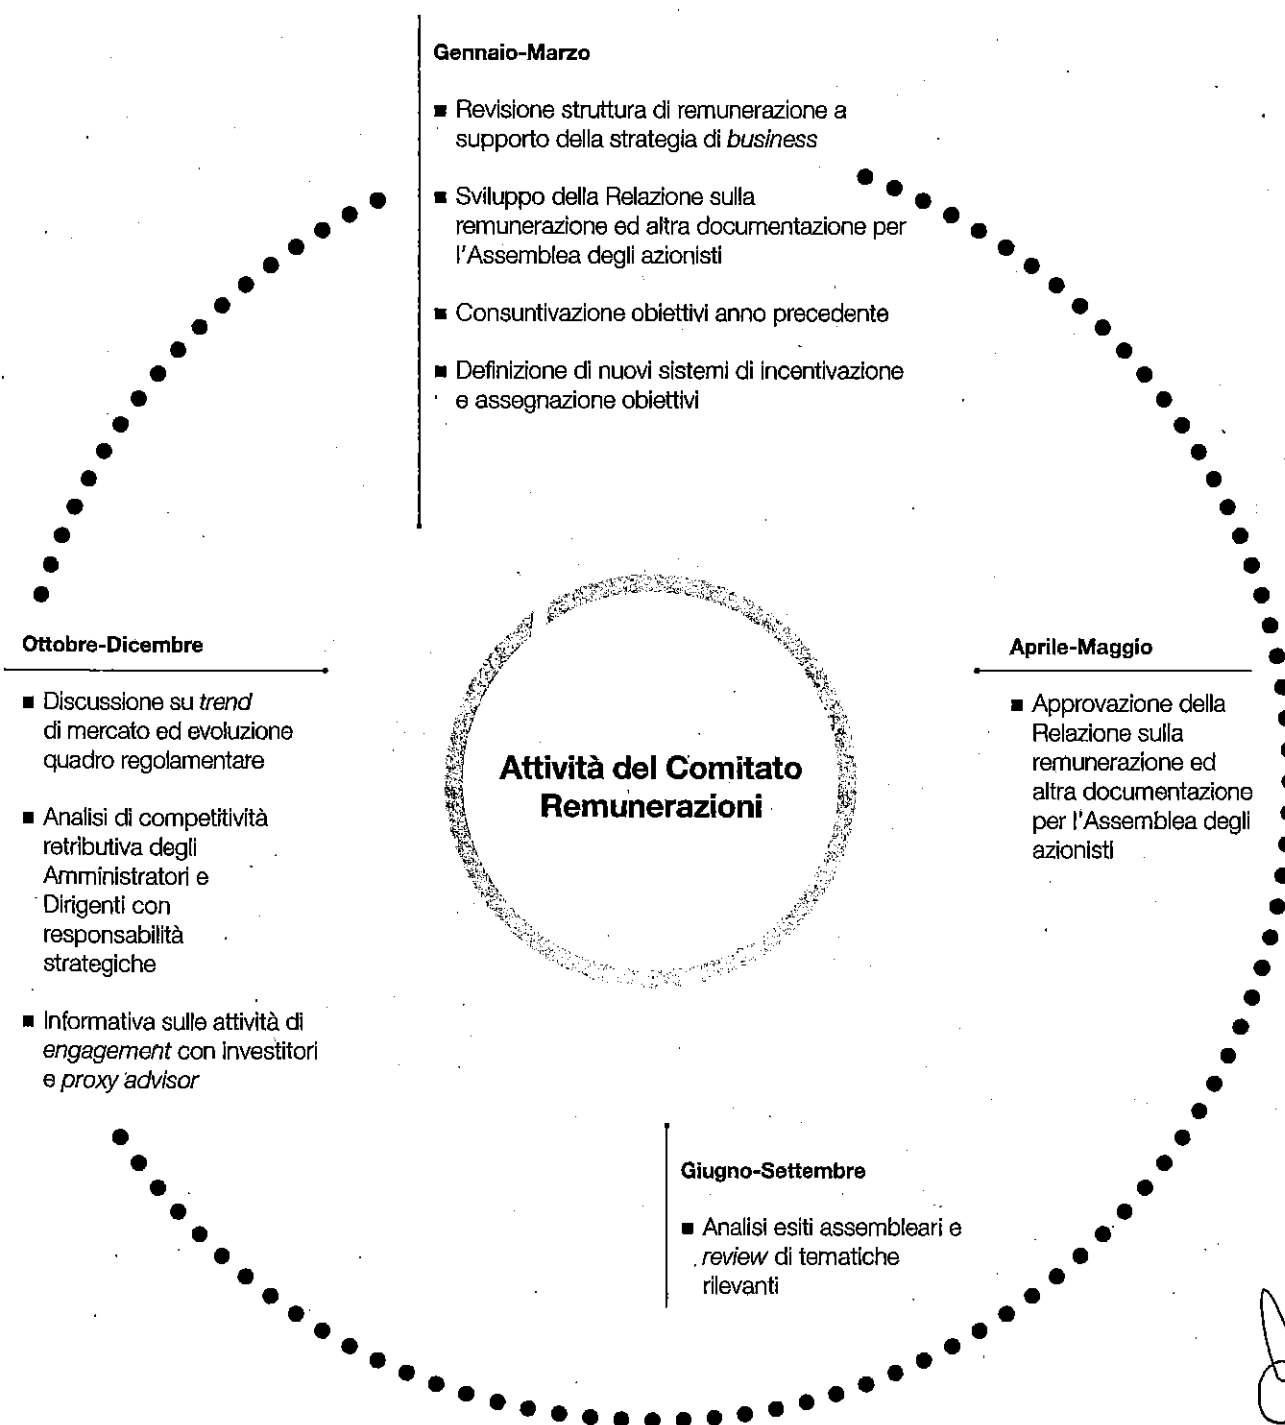 Gennaio-Marzo
■ Revisione struttura di remunerazione a
supporto della strategia di business
■ Sviluppo della Relazione sulla
remunerazione ed altra documentazione per
l'Assemblea degli azionisti
■ Consuntivazione obiettivi anno precedente
■ Definizione di nuovi sistemi di incentivazione
e assegnazione obiettivi
Aprile-Maggio
■ Approvazione della
Relazione sulla
remunerazione ed
altra documentazione
per l'Assemblea degli
azionisti
Giugno-Settembre
■ Analisi esiti assembleari e
review di tematiche
rilevanti
Ottobre-Dicembre
■ Discussione su trend
di mercato ed evoluzione
quadro regolamentare
■ Analisi di competitività
retributiva degli
Amministratori e
Dirigenti con
responsabilità
strategiche
■ Informativa sulle attività di
engagement con investitori
e proxy advisor
Attività del Comitato
Remunerazioni